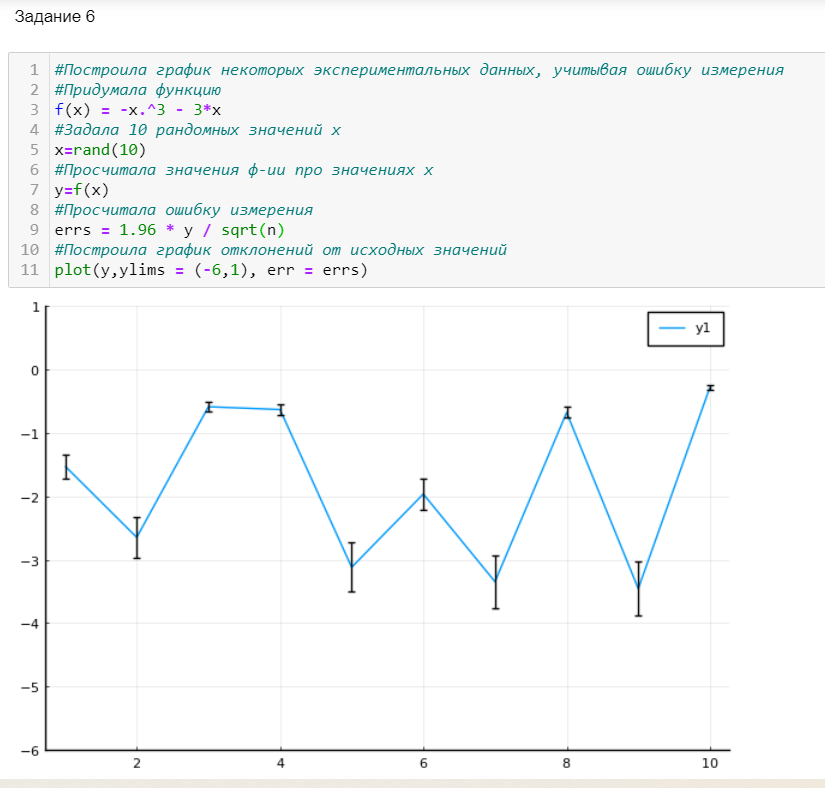 Задание 6
1 #Построила график некоторых экспериментальных данных, учитывая ошибку измерения
2 #Придумала функцию
3 f(x) = -x.^3 - 3*x
4 #Задала 10 рандомных значений x
5 x=rand(10)
6 #Просчитала значения ф-ии про значениях x
7 y=f(x)
8 #Просчитала ошибку измерения
9 errs = 1.96 * y / sqrt(n)
10 #Построила график отклонений от исходных значений
11 plot(y,ylims = (-6,1), err = errs)
1
y1
0
−1
−2
−3
−4
−5
−6
2 4 6 8 10